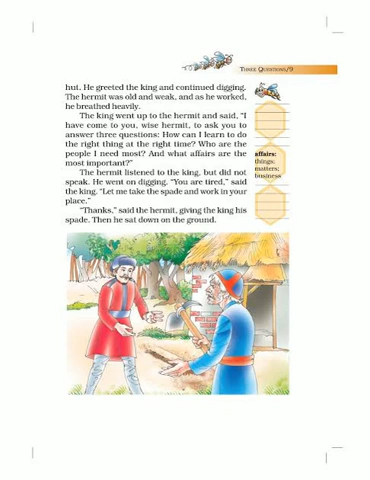 THREE QUESTIONS/9
hut. He greeted the king and continued digging.
The hermit was old and weak, and as he worked,
he breathed heavily.
The king went up to the hermit and said, “I
have come to you, wise hermit, to ask you to
answer three questions: How can I learn to do
the right thing at the right time? Who are the
people I need most? And what affairs are the
most important?”
The hermit listened to the king, but did not
speak. He went on digging. “You are tired,” said
the king. “Let me take the spade and work in your
place.”
“Thanks,” said the hermit, giving the king his
spade. Then he sat down on the ground.
affairs:
things;
matters;
business